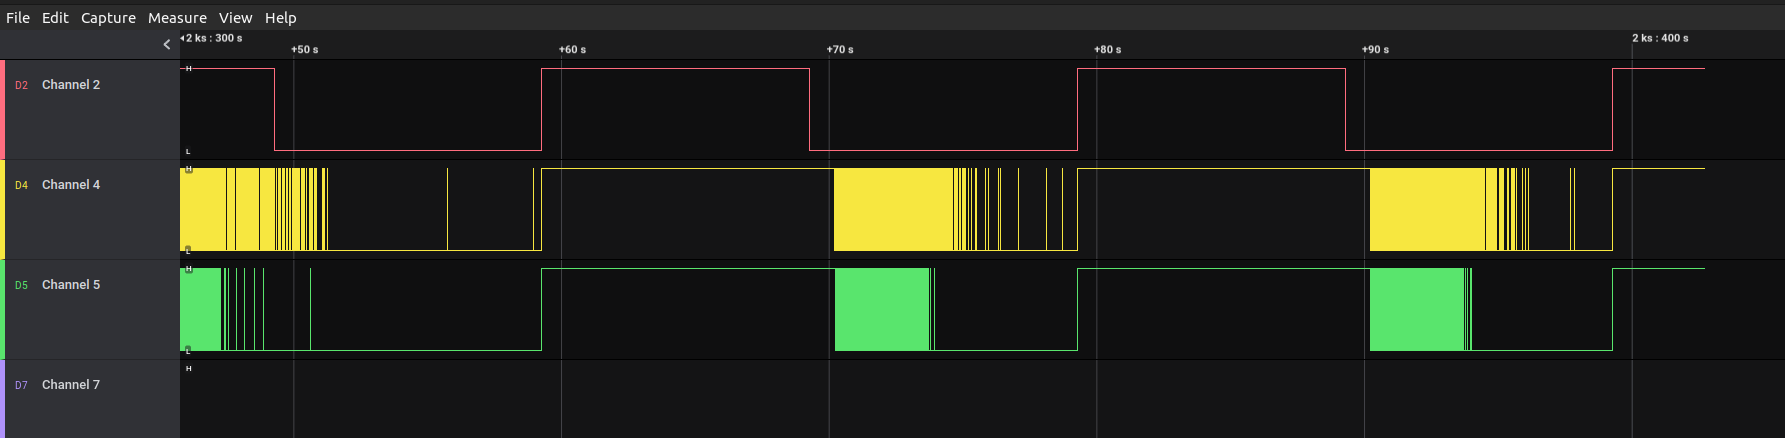 File Edit Capture Measure View Help
2 ks : 300 s
+50 s +60 s +70 s +80 s +90 s 2 ks : 400 s
D2 Channel 2
H
L
D4 Channel 4
H
L
D5 Channel 5
H
L
D7 Channel 7
H